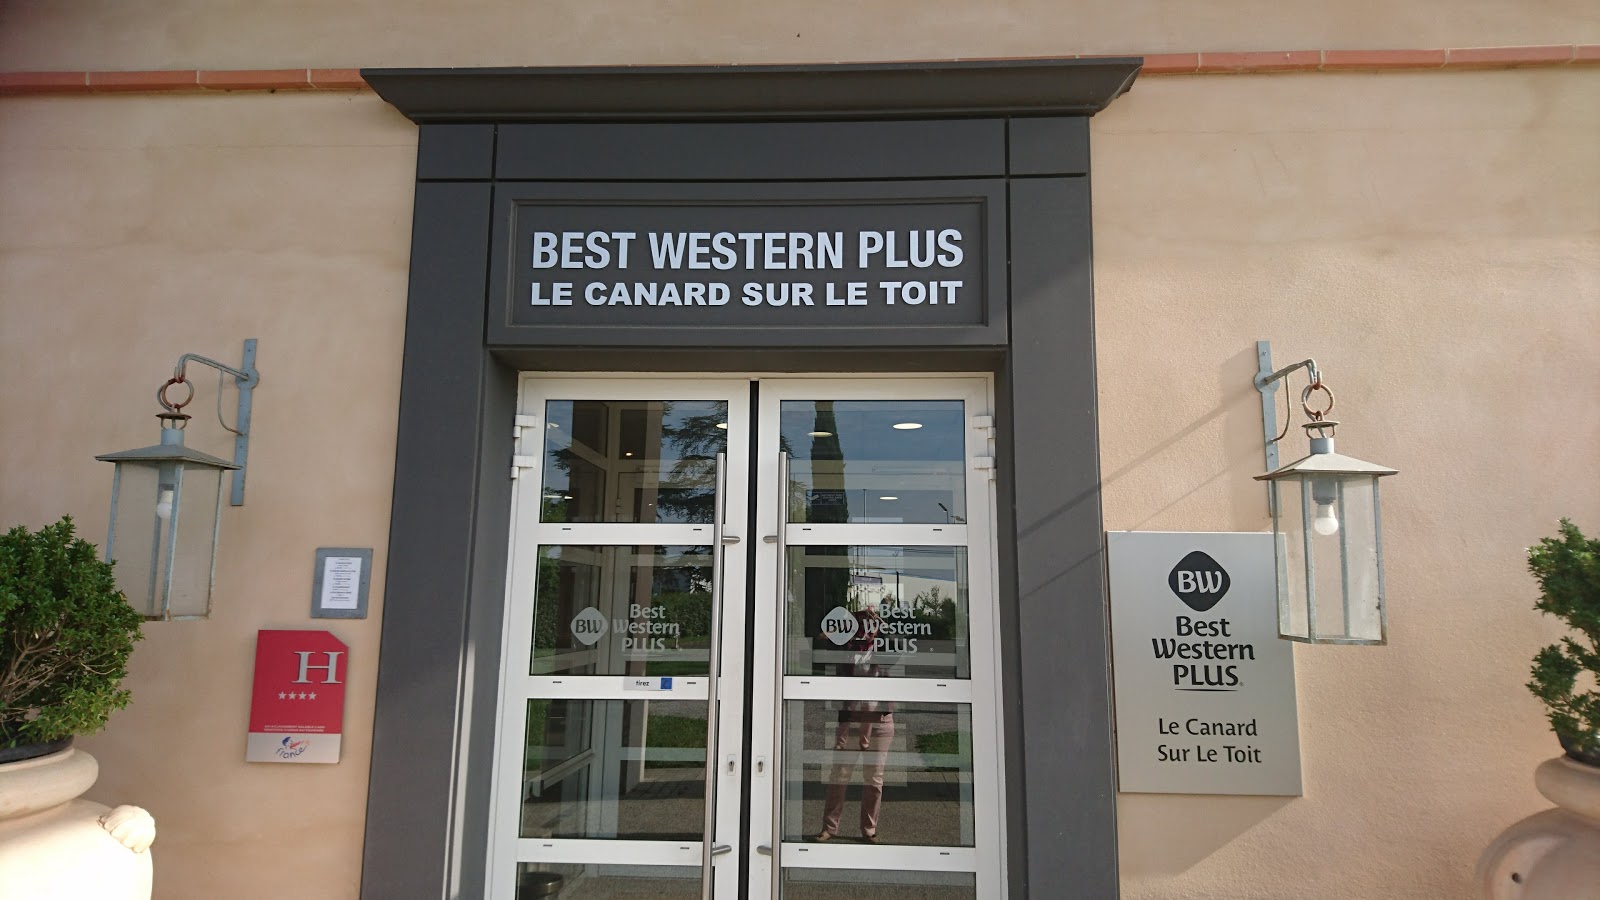 BEST WESTERN PLUS
LE CANARD SUR LE TOIT
H
France
BW
Best
Western
PLUS
tirez
BW
Best
Western
PLUS
BW
Best
Western
PLUS
Le Canard
Sur Le Toit